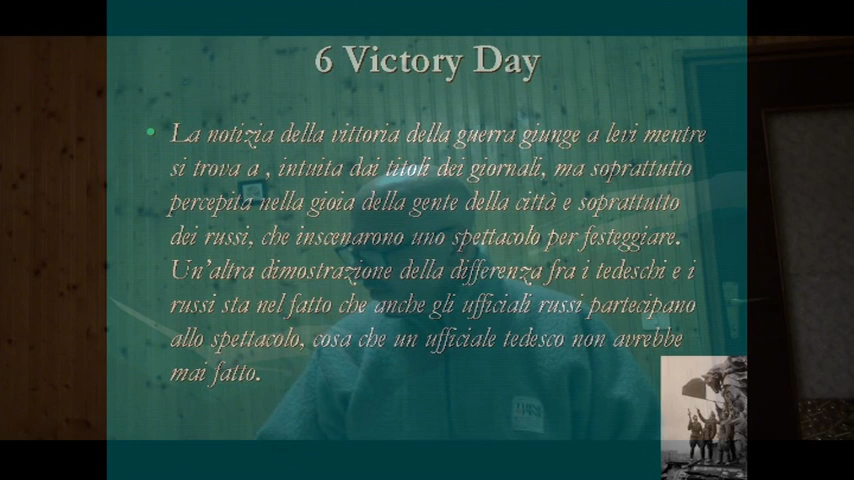 6 Victory Day
• La notizia della vittoria della guerra giunge a levi mentre
si trova a , intuita dai titoli dei giornali, ma soprattutto
percepita nella gioia della gente della città e soprattutto
dei russi, che inscenarono uno spettacolo per festeggiare.
Un'altra dimostrazione della differenza fra i tedeschi e i
russi sta nel fatto che anche gli ufficiali russi partecipano
allo spettacolo, cosa che un ufficiale tedesco non avrebbe
mai fatto.